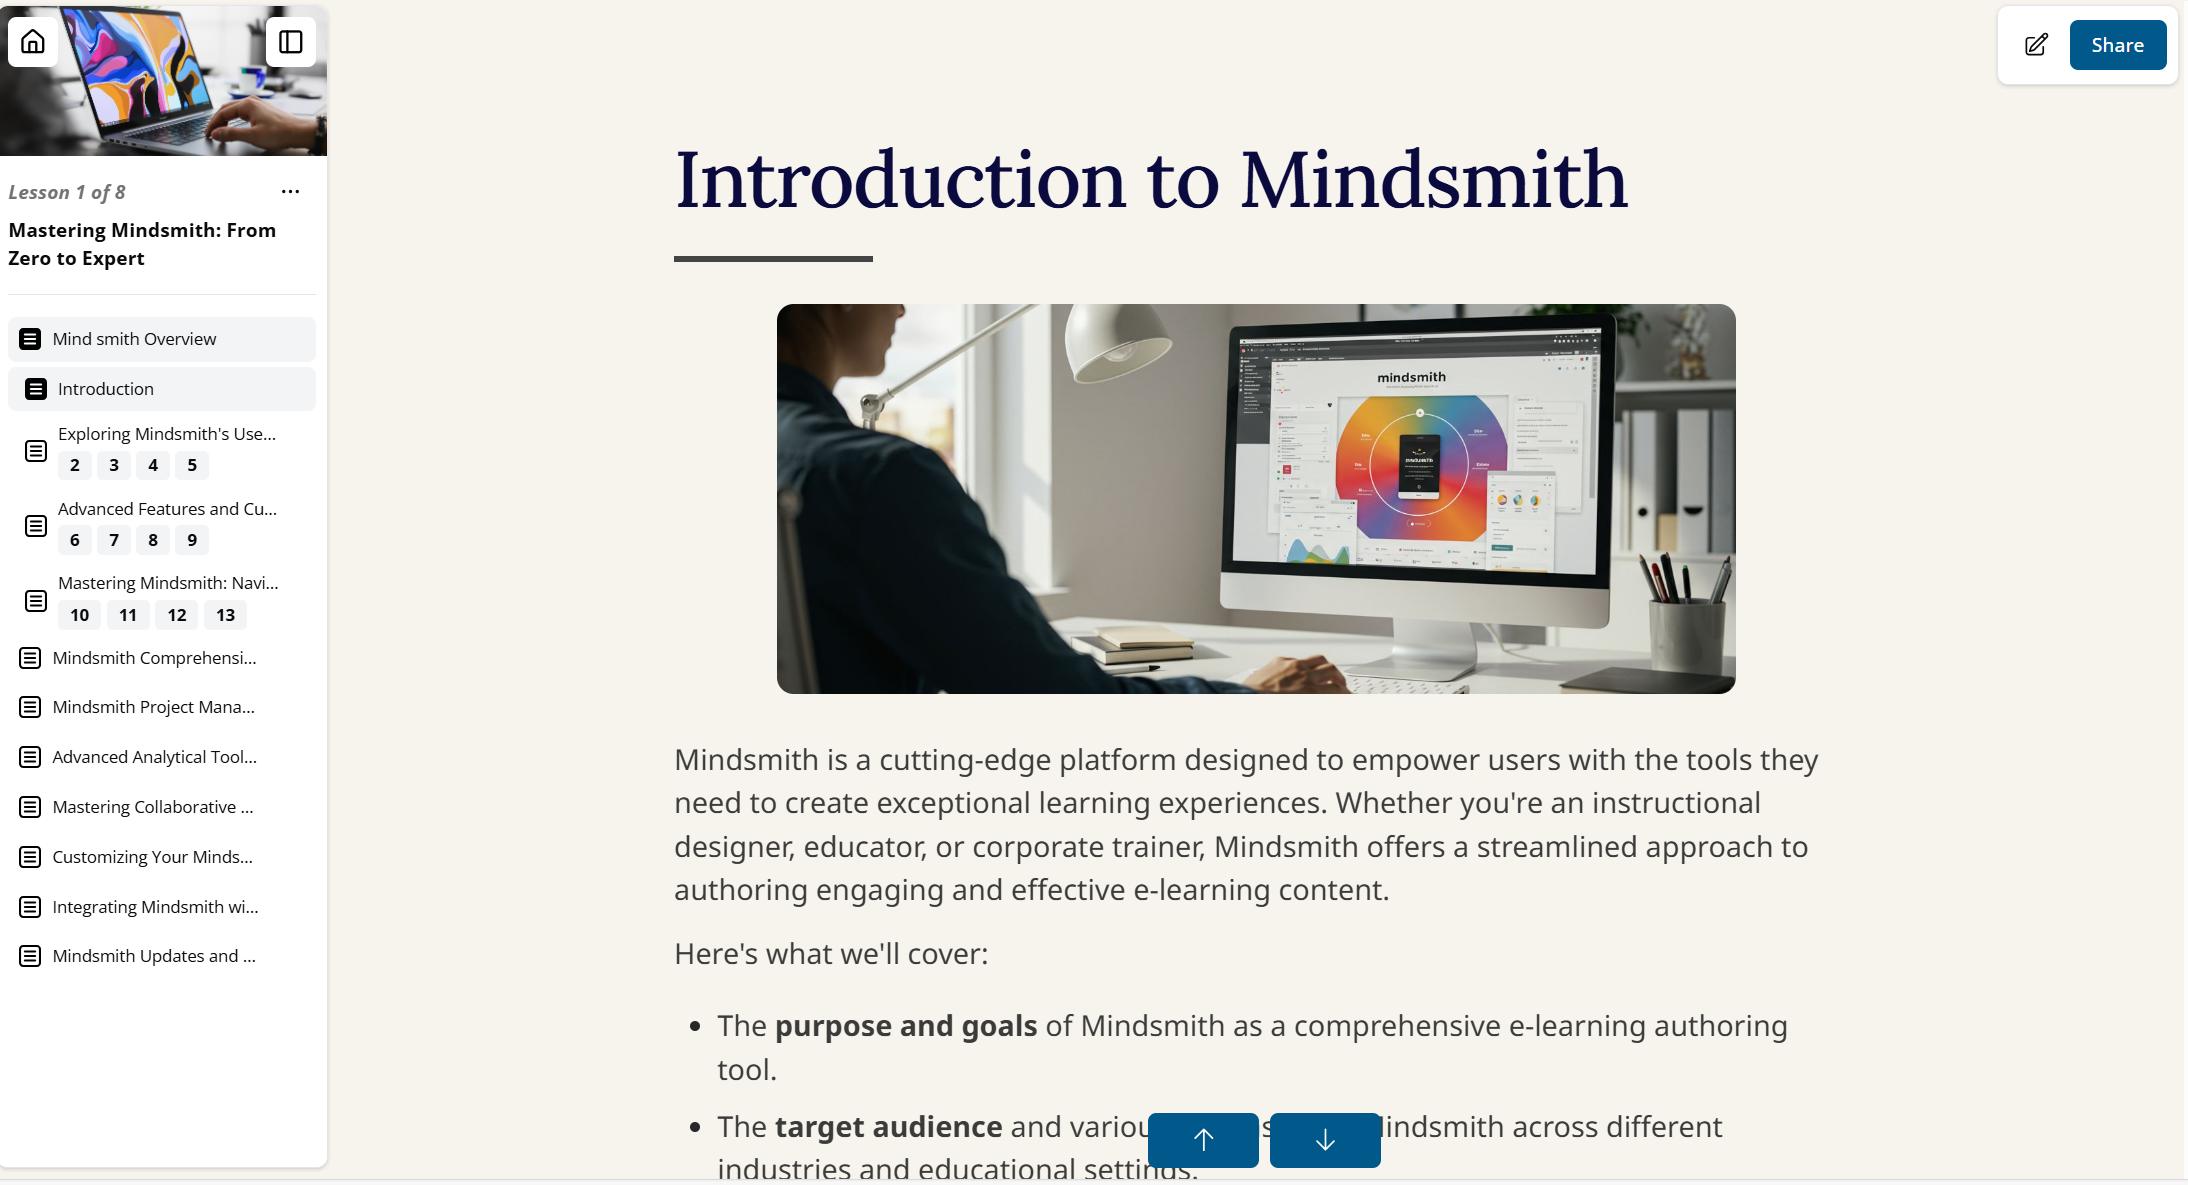 Lesson 1 of 8
Mastering Mindsmith: From
Zero to Expert
Mind smith Overview
Introduction
Exploring Mindsmith's Use...
2 3 4 5
Advanced Features and Cu...
6 7 8 9
Mastering Mindsmith: Navi...
10 11 12 13
Mindsmith Comprehensi...
Mindsmith Project Mana...
Advanced Analytical Tool...
Mastering Collaborative ...
Customizing Your Minds...
Integrating Mindsmith wi...
Mindsmith Updates and ...
Share
Introduction to Mindsmith
mindsmith
Mindsmith is a cutting-edge platform designed to empower users with the tools they
need to create exceptional learning experiences. Whether you're an instructional
designer, educator, or corporate trainer, Mindsmith offers a streamlined approach to
authoring engaging and effective e-learning content.
Here's what we'll cover:
• The purpose and goals of Mindsmith as a comprehensive e-learning authoring
tool.
• The target audience and variou indsmith across different
industries and educational settings.